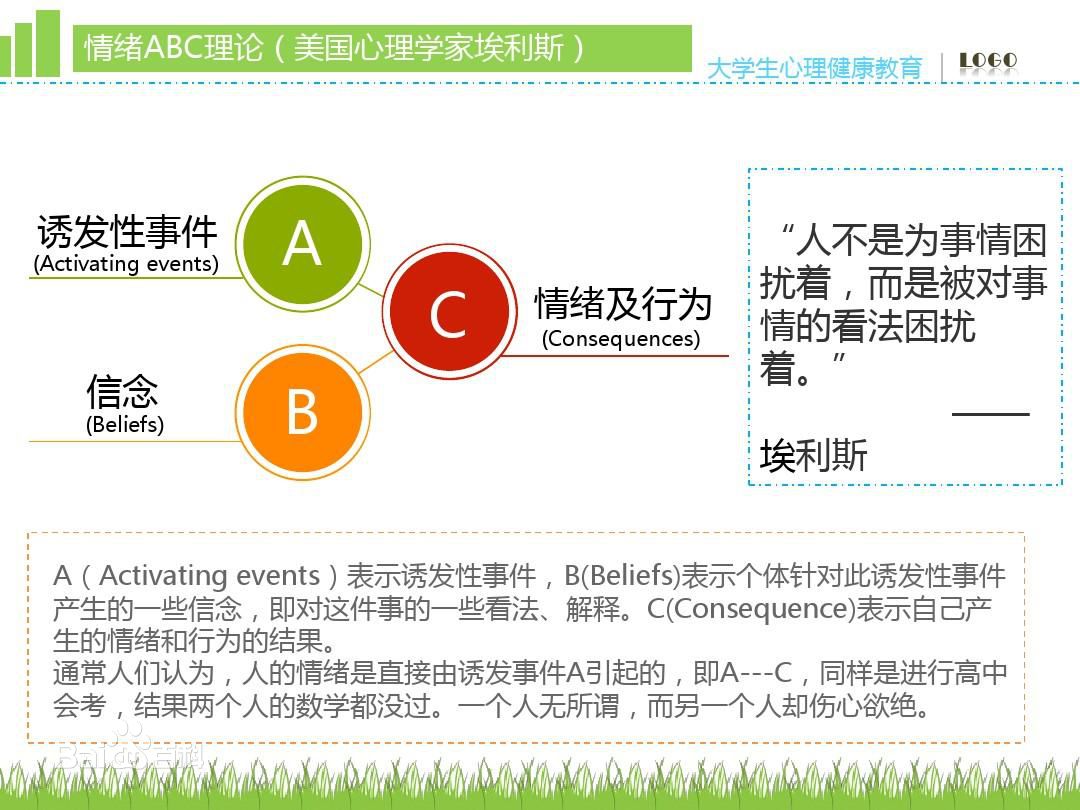 情绪ABC理论（美国心理学家埃利斯）
大学生心理健康教育
LOGO
诱发性事件
(Activating events)
A
C
情绪及行为
(Consequences)
信念
(Beliefs)
B
“人不是为事情困
扰着，而是被对事
情的看法困扰
着。”
——
埃利斯
A（Activating events）表示诱发性事件，B(Beliefs)表示个体针对此诱发性事件
产生的一些信念，即对这件事的一些看法、解释。C(Consequence)表示自己产
生的情绪和行为的结果。
通常人们认为，人的情绪是直接由诱发事件A引起的，即A---C，同样是进行高中
会考，结果两个人的数学都没过。一个人无所谓，而另一个人却伤心欲绝。
Baidu百科